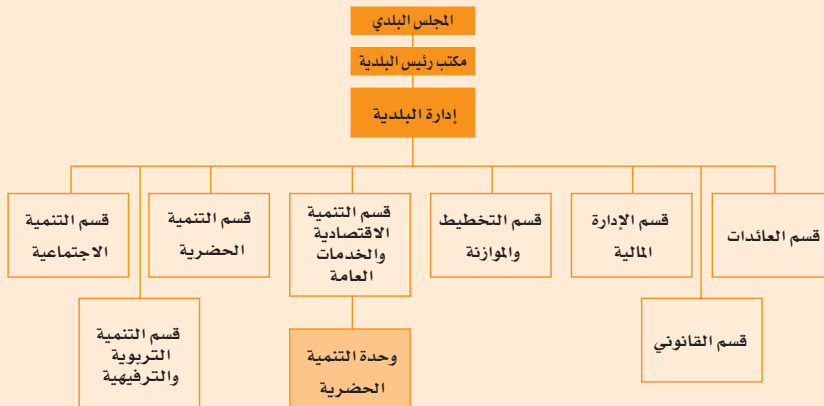 المجلس البلدي
مكتب رئيس البلدية
إدارة البلدية
قسم العائدات
قسم الإدارة
المالية
قسم التخطيط
والموازنة
قسم التنمية
الاقتصادية
والخدمات
العامة
قسم التنمية
الحضرية
قسم التنمية
الاجتماعية
قسم القانوني
وحدة التنمية
الحضرية
قسم التنمية
التربوية
والترفيهية